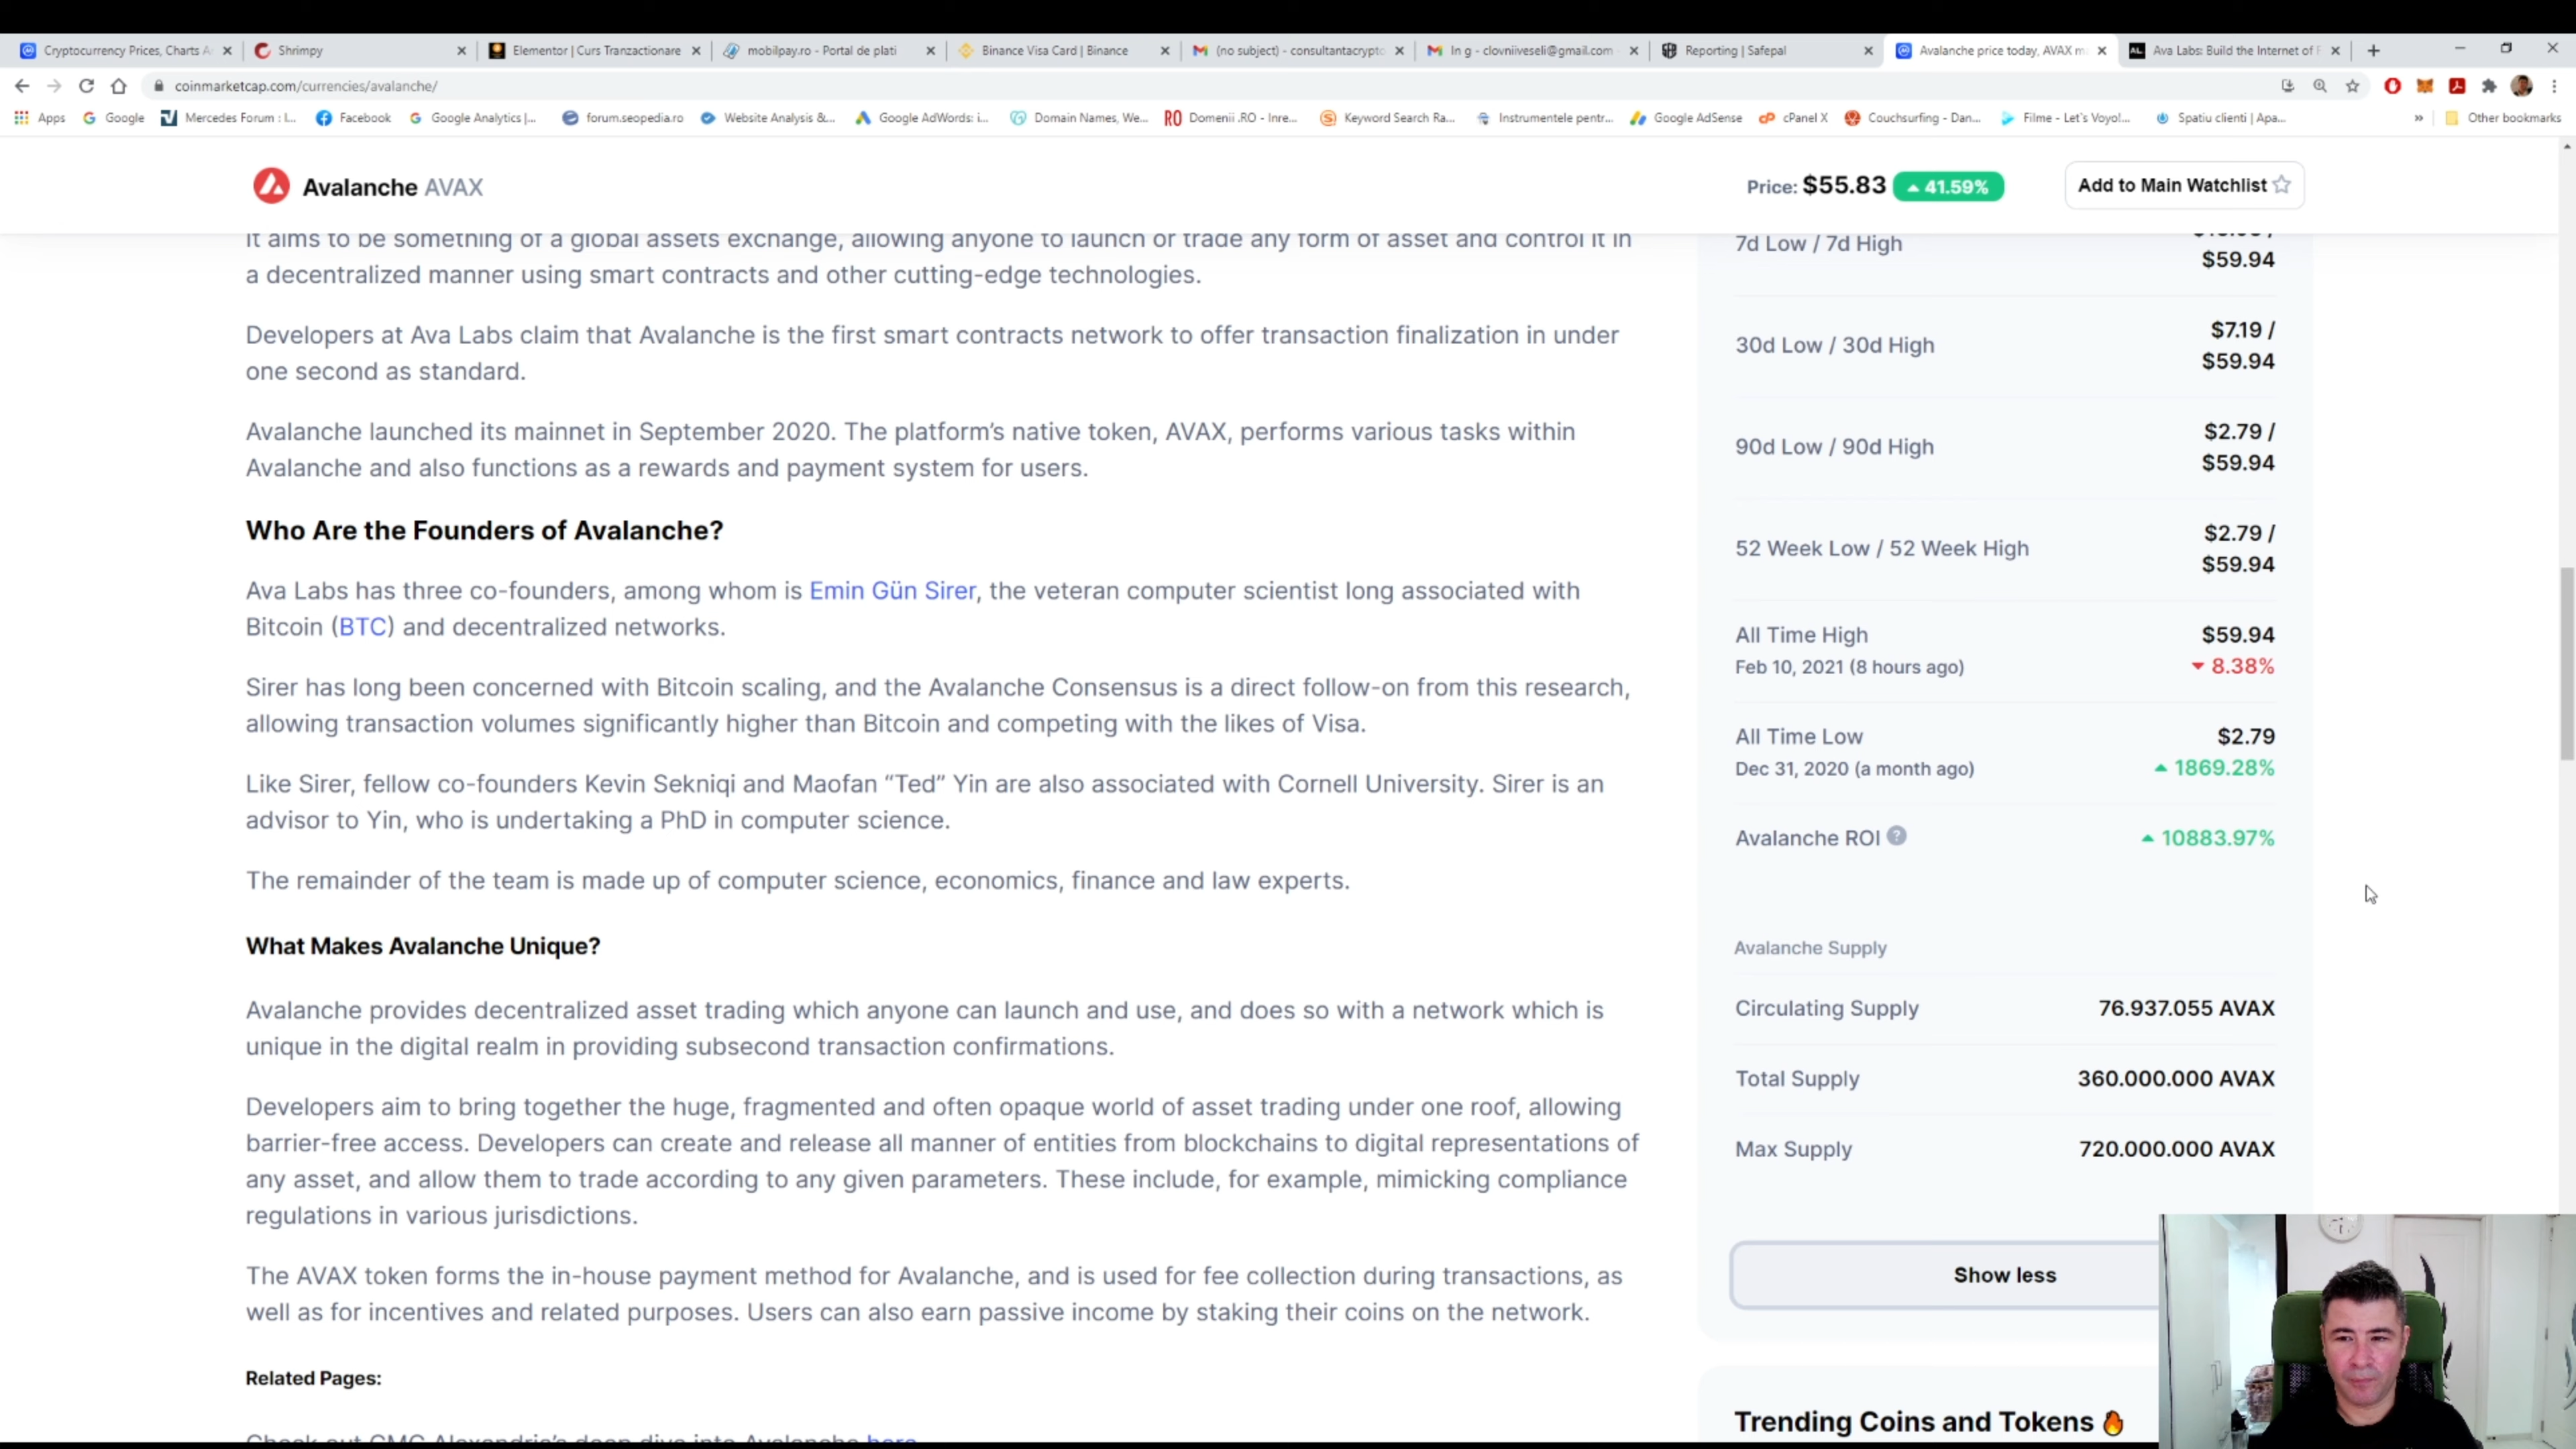 Cryptocurrency Prices, Charts A
Shrimpy
Elementor | Curs Tranzactionare
mobilpay.ro - Portal de plati
Binance Visa Card | Binance
(no subject) - consultantacrypto
In g - clovniiveseli@gmail.com
Reporting | Safepal
Avalanche price today, AVAX m
Ava Labs: Build the Internet of F
coinmarketcap.com/currencies/avalanche/
Apps
Google
Mercedes Forum : I...
Facebook
Google Analytics |...
forum.seopedia.ro
Website Analysis &...
Google AdWords: i...
Domain Names, We...
RO Domenii .RO - Inre...
Keyword Search Ra...
Instrumentele pentr...
Google AdSense
cP cPanel X
Couchsurfing - Dan...
Filme - Let's Voyo!...
Spatiu clienti | Apa...
»
Other bookmarks
Avalanche AVAX
Price: $55.83 41.59%
Add to Main Watchlist
It aims to be something of a global assets exchange, allowing anyone to launch or trade any form of asset and control it in
a decentralized manner using smart contracts and other cutting-edge technologies.
Developers at Ava Labs claim that Avalanche is the first smart contracts network to offer transaction finalization in under
one second as standard.
Avalanche launched its mainnet in September 2020. The platform's native token, AVAX, performs various tasks within
Avalanche and also functions as a rewards and payment system for users.
Who Are the Founders of Avalanche?
Ava Labs has three co-founders, among whom is Emin Gün Sirer, the veteran computer scientist long associated with
Bitcoin (BTC) and decentralized networks.
Sirer has long been concerned with Bitcoin scaling, and the Avalanche Consensus is a direct follow-on from this research,
allowing transaction volumes significantly higher than Bitcoin and competing with the likes of Visa.
Like Sirer, fellow co-founders Kevin Sekniqi and Maofan “Ted” Yin are also associated with Cornell University. Sirer is an
advisor to Yin, who is undertaking a PhD in computer science.
The remainder of the team is made up of computer science, economics, finance and law experts.
What Makes Avalanche Unique?
Avalanche provides decentralized asset trading which anyone can launch and use, and does so with a network which is
unique in the digital realm in providing subsecond transaction confirmations.
Developers aim to bring together the huge, fragmented and often opaque world of asset trading under one roof, allowing
barrier-free access. Developers can create and release all manner of entities from blockchains to digital representations of
any asset, and allow them to trade according to any given parameters. These include, for example, mimicking compliance
regulations in various jurisdictions.
The AVAX token forms the in-house payment method for Avalanche, and is used for fee collection during transactions, as
well as for incentives and related purposes. Users can also earn passive income by staking their coins on the network.
Related Pages:
Check out CMC Alexandria's deep dive into Avalanche here
7d Low / 7d High
$59.94
30d Low / 30d High
$7.19 /
$59.94
90d Low / 90d High
$2.79 /
$59.94
52 Week Low / 52 Week High
$2.79 /
$59.94
All Time High
$59.94
Feb 10, 2021 (8 hours ago)
8.38%
All Time Low
$2.79
Dec 31, 2020 (a month ago)
1869.28%
Avalanche ROI
10883.97%
Avalanche Supply
Circulating Supply
76.937.055 AVAX
Total Supply
360.000.000 AVAX
Max Supply
720.000.000 AVAX
Show less
Trending Coins and Tokens